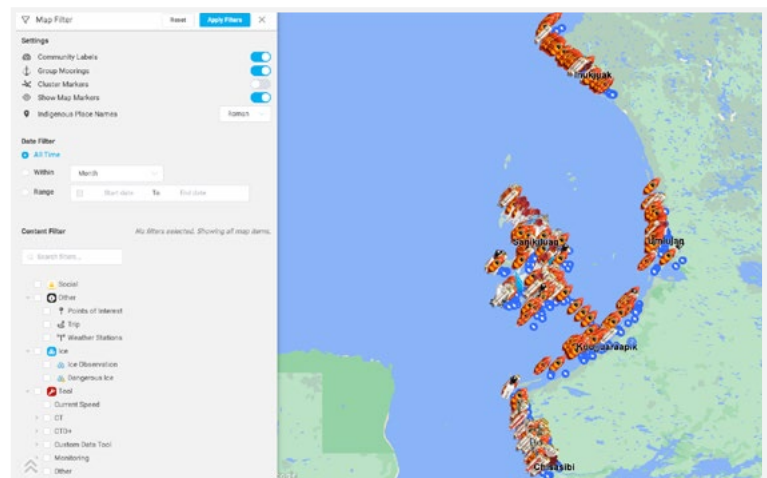 Map Filter Reset Apply Filters
Settings
Community Labels
Group Moorings
Cluster Markers
Show Map Markers
Indigenous Place Names Roman
Date Filter
All Time
Within Month
Range Start date To End date
Content Filter No filters selected. Showing all map items.
Search filters...
Social
Other
Points of Interest
Trip
Weather Stations
Ice
Ice Observation
Dangerous Ice
Tool
Current Speed
CT
CTD+
Custom Data Tool
Monitoring
Other
Inukjuak
Sanikiluaq
Umiujaq
Kuujjuaraapik
Chisasibi